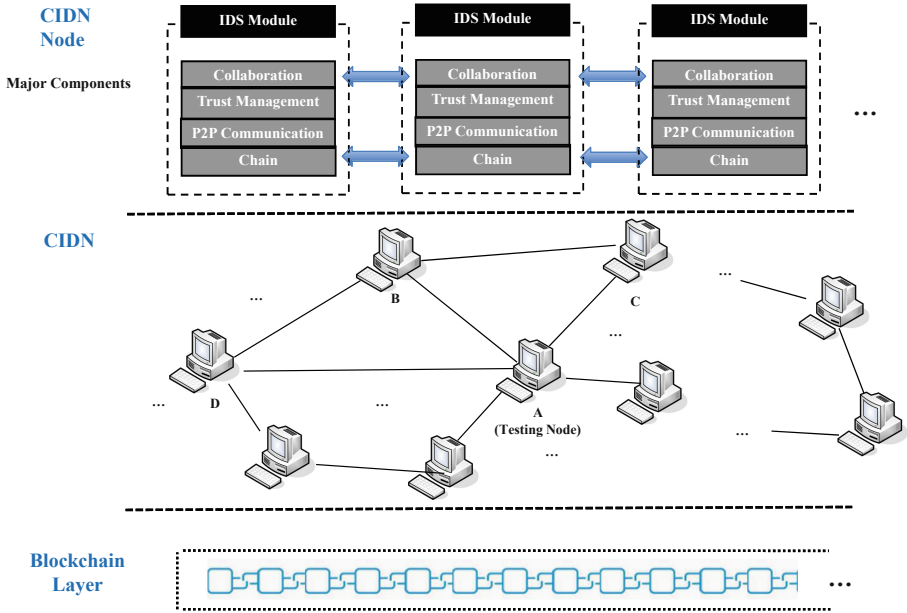 CIDN
Node
IDS Module
IDS Module
IDS Module
Major Components
Collaboration
Collaboration
Collaboration
Trust Management
Trust Management
Trust Management
...
P2P Communication
P2P Communication
P2P Communication
Chain
Chain
Chain
CIDN
B
C
...
...
...
D
A
(Testing Node)
...
...
...
...
Blockchain
Layer
...